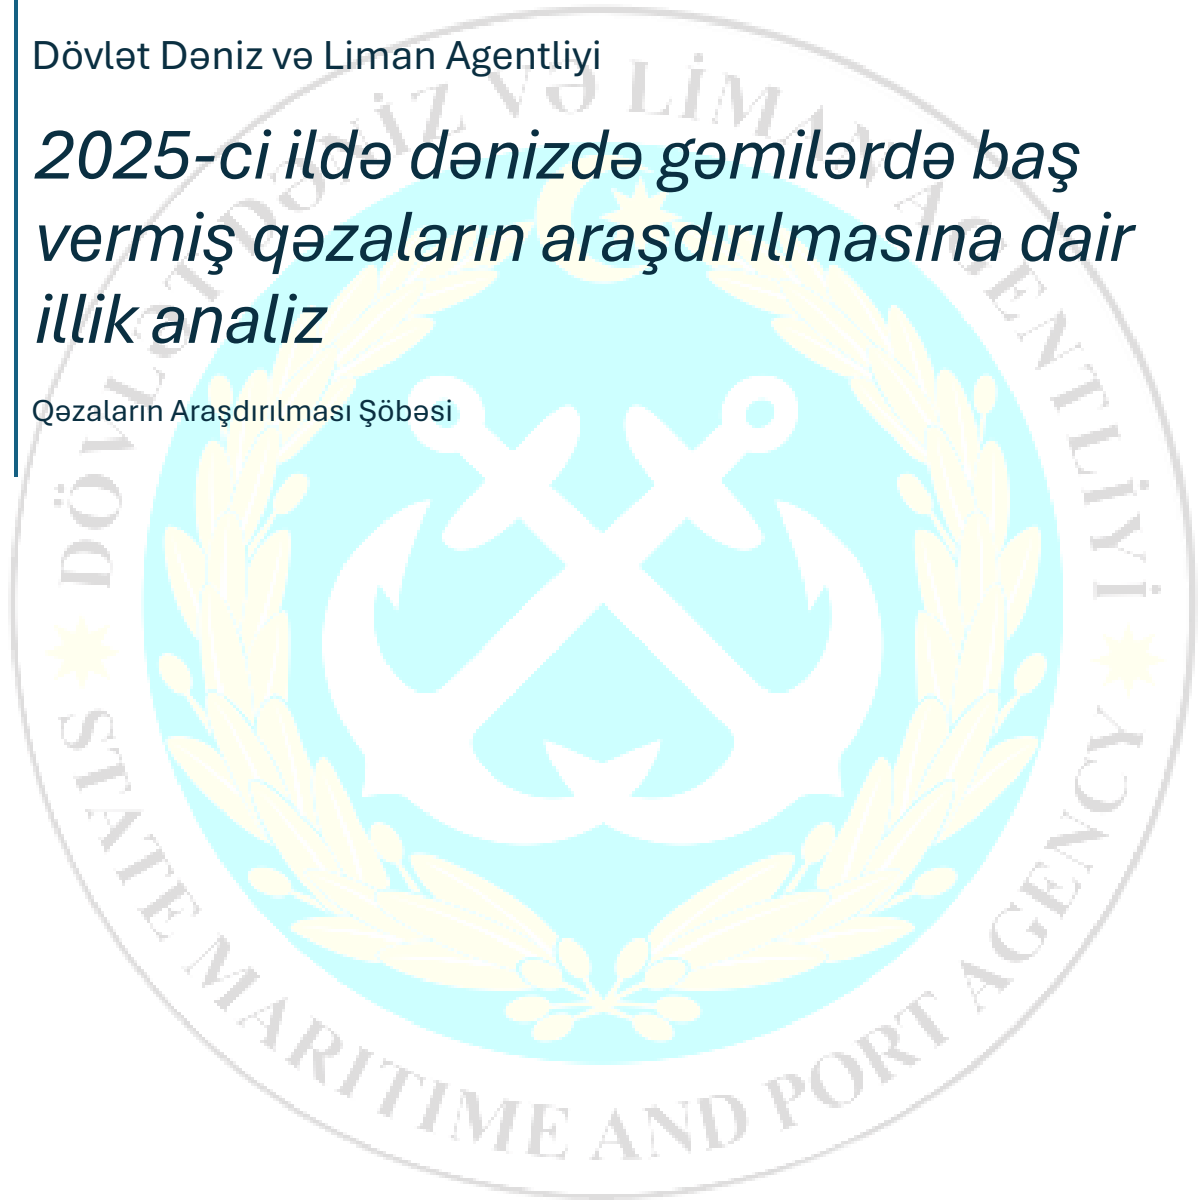 Dövlət Dəniz və Liman Agentliyi
2025-ci ildə dənizdə gəmilərdə baş
vermiş qəzaların araşdırılmasına dair
illik analiz
Qəzaların Araşdırılması Şöbəsi
DÖVLƏT DƏNİZ VƏ LİMAN AGENTLİYİ
STATE MARITIME AND PORT AGENCY